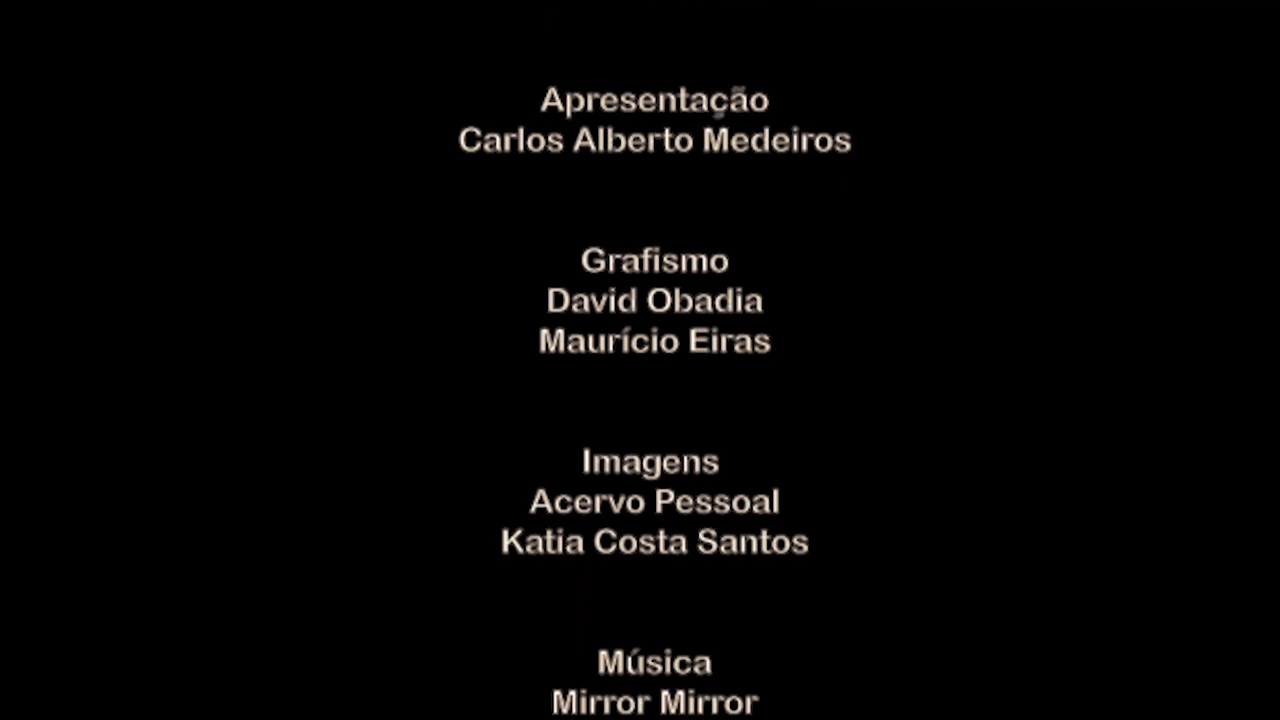 Apresentação
Carlos Alberto Medeiros
Grafismo
David Obadia
Maurício Eiras
Imagens
Acervo Pessoal
Katia Costa Santos
Música
Mirror Mirror